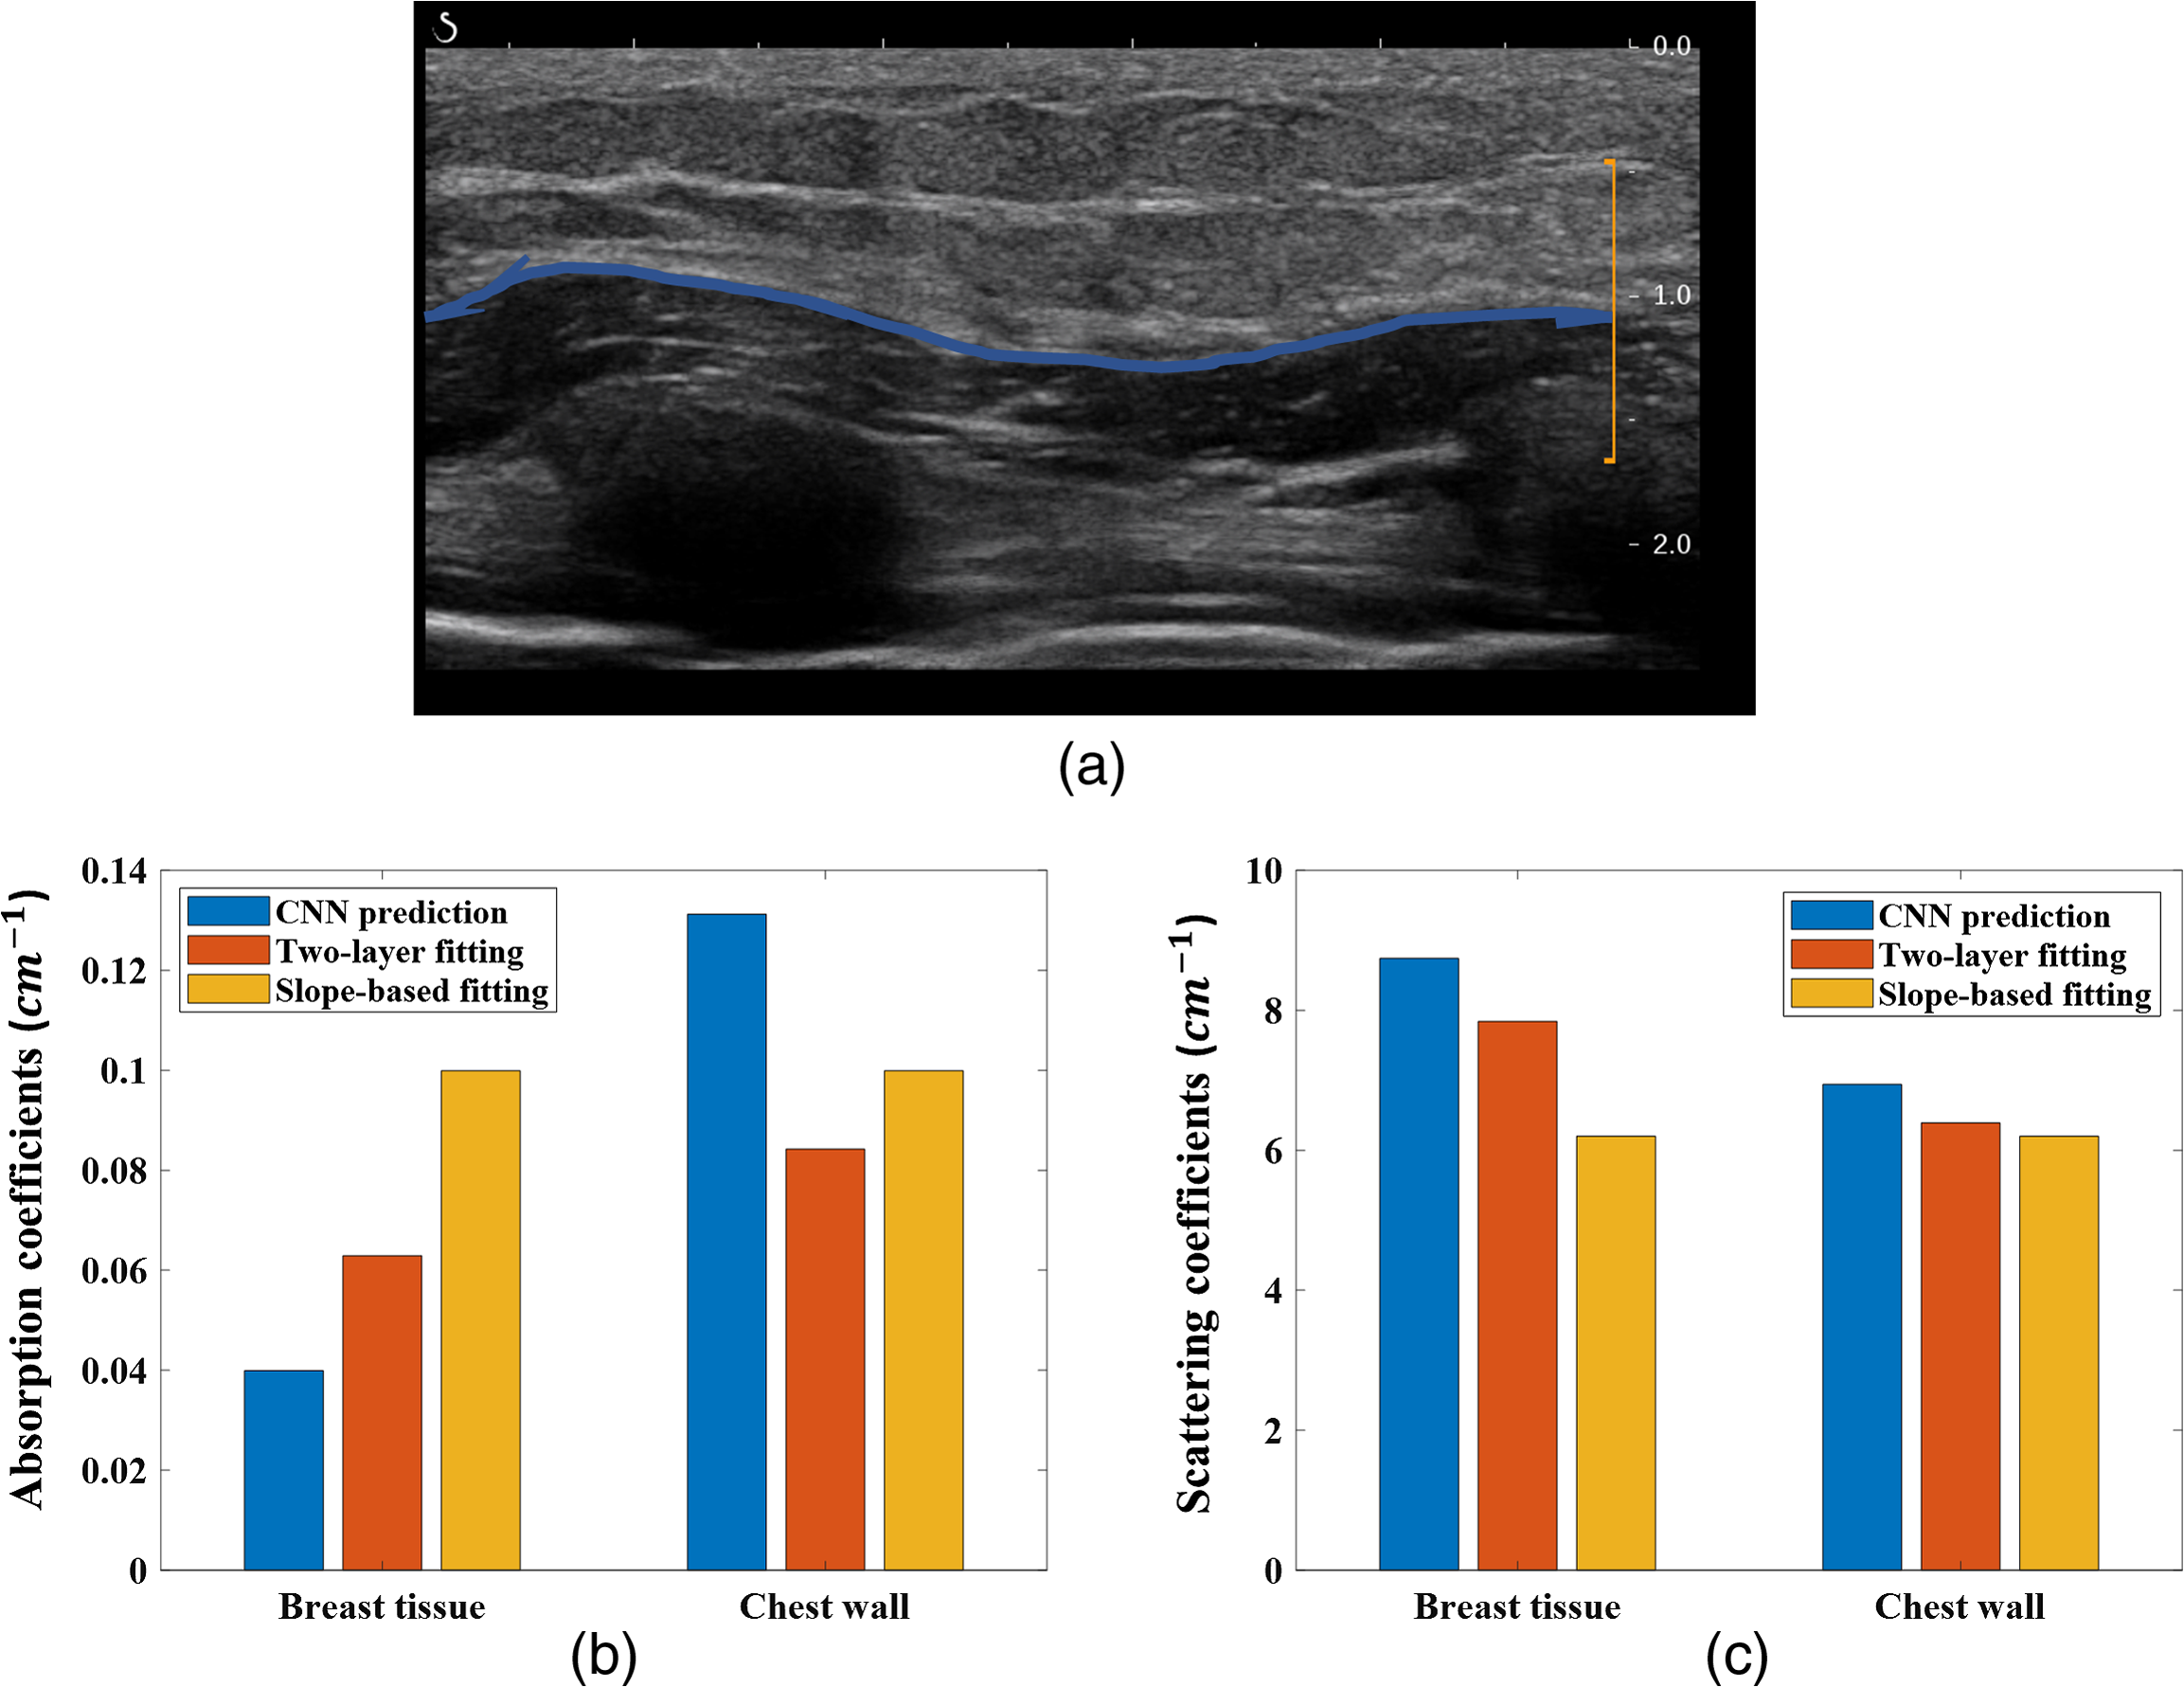 S
0.0
1.0
2.0
(a)
0.14
0.12
0.1
0.08
0.06
0.04
0.02
0
Absorption coefficients (cm⁻¹)
CNN prediction
Two-layer fitting
Slope-based fitting
Breast tissue
Chest wall
(b)
10
8
6
4
2
0
Scattering coefficients (cm⁻¹)
CNN prediction
Two-layer fitting
Slope-based fitting
Breast tissue
Chest wall
(c)